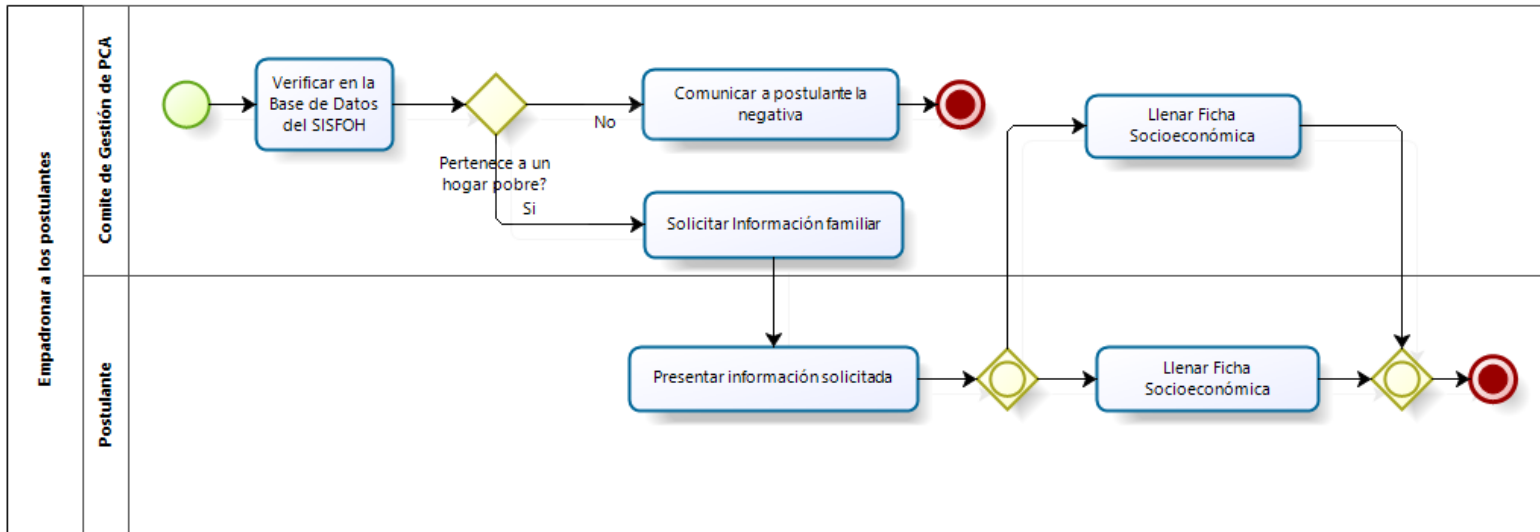 Empadronar a los postulantes
Comite de Gestión de PCA
Verificar en la
Base de Datos
del SISFOH
Pertenece a un
hogar pobre?
No
Si
Comunicar a postulante la
negativa
Solicitar Información familiar
Llenar Ficha
Socioeconómica
Postulante
Presentar información solicitada
Llenar Ficha
Socioeconómica